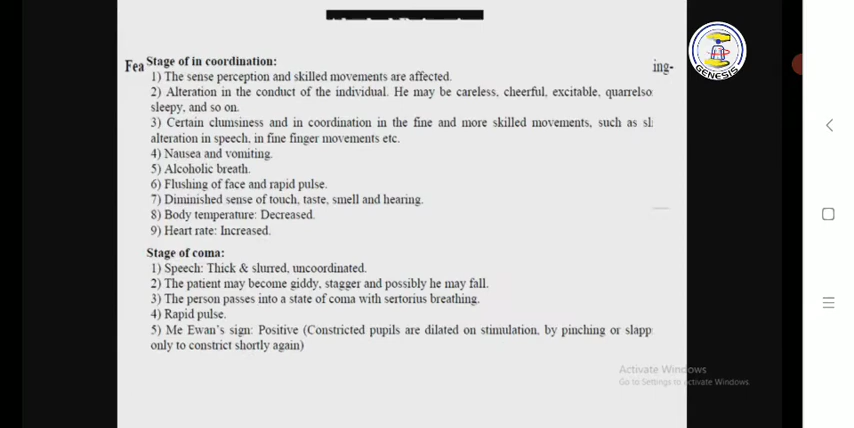 Fea Stage of in coordination: ing-
GENESIS
1) The sense perception and skilled movements are affected.
2) Alteration in the conduct of the individual. He may be careless, cheerful, excitable, quarrelso
sleepy, and so on.
3) Certain clumsiness and in coordination in the fine and more skilled movements, such as sl
alteration in speech, in fine finger movements etc.
4) Nausea and vomiting.
5) Alcoholic breath.
6) Flushing of face and rapid pulse.
7) Diminished sense of touch, taste, smell and hearing.
8) Body temperature: Decreased.
9) Heart rate: Increased.
Stage of coma:
1) Speech: Thick & slurred, uncoordinated.
2) The patient may become giddy, stagger and possibly he may fall.
3) The person passes into a state of coma with sertorius breathing.
4) Rapid pulse.
5) Me Ewan's sign: Positive (Constricted pupils are dilated on stimulation, by pinching or slapp
only to constrict shortly again)
Activate Windows
Go to Settings to activate Windows.